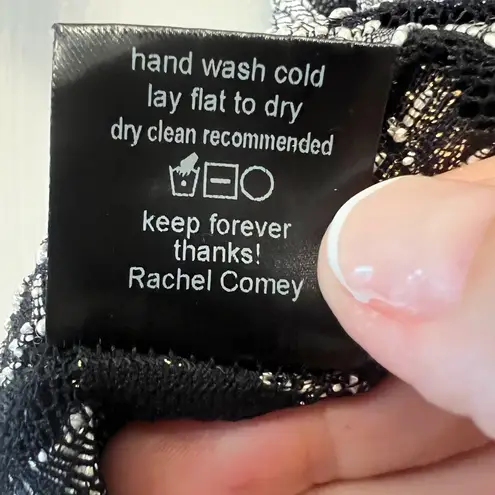 hand wash cold
lay flat to dry
dry clean recommended
keep forever
thanks!
Rachel Comey